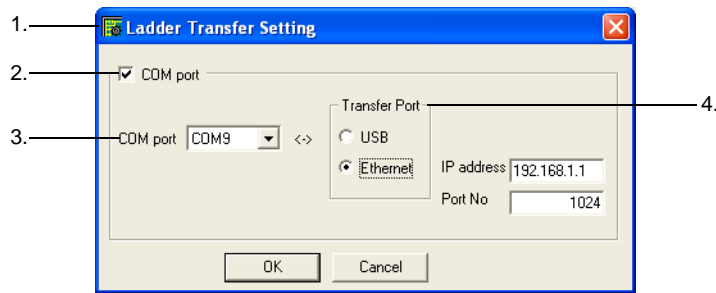 1. Ladder Transfer Setting
2. COM port
Transfer Port 4.
3. COM port COM9 <-> USB
Ethernet IP address 192.168.1.1
Port No 1024
OK Cancel